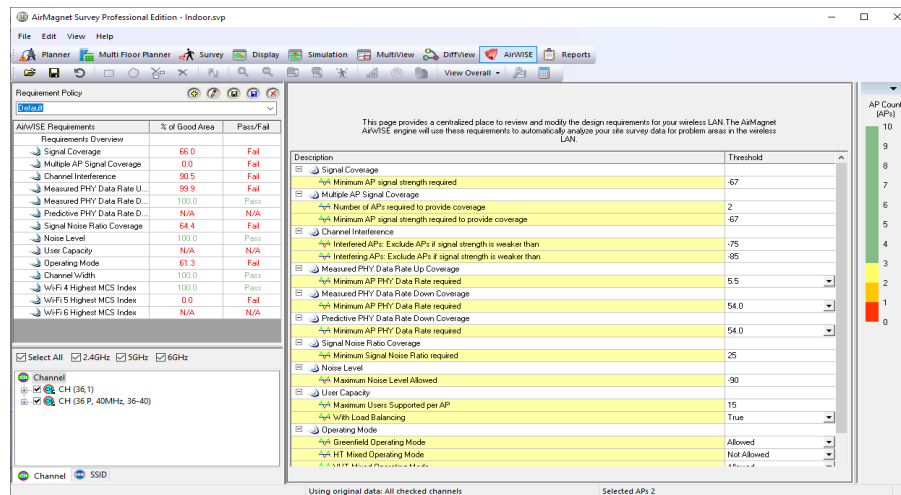 AirMagnet Survey Professional Edition - Indoor.svp
File Edit View Help
Planner Multi Floor Planner Survey Display Simulation MultiView DiffView AirWISE Reports
View Overall
Requirement Policy
Default
AirWISE Requirements % of Good Area Pass/Fail
Requirements Overview
Signal Coverage 66.0 Fail
Multiple AP Signal Coverage 0.0 Fail
Channel Interference 90.5 Fail
Measured PHY Data Rate U... 99.9 Fail
Measured PHY Data Rate D... 100.0 Pass
Predictive PHY Data Rate D... N/A N/A
Signal Noise Ratio Coverage 64.4 Fail
Noise Level 100.0 Pass
User Capacity N/A N/A
Operating Mode 61.3 Fail
Channel Width 100.0 Pass
Wi-Fi 4 Highest MCS Index 100.0 Pass
Wi-Fi 5 Highest MCS Index 0.0 Fail
Wi-Fi 6 Highest MCS Index N/A N/A
Select All 2.4GHz 5GHz 6GHz
Channel
CH (36,1)
CH (36 P, 40MHz, 36-40)
Channel SSID
This page provides a centralized place to review and modify the design requirements for your wireless LAN.The AirMagnet
AirWISE engine will use these requirements to automatically analyze your site survey data for problem areas in the wireless
LAN.
Description Threshold
Signal Coverage
Minimum AP signal strength required -67
Multiple AP Signal Coverage
Number of APs required to provide coverage 2
Minimum AP signal strength required to provide coverage -67
Channel Interference
Interfered APs: Exclude APs if signal strength is weaker than -75
Interfering APs: Exclude APs if signal strength is weaker than -85
Measured PHY Data Rate Up Coverage
Minimum AP PHY Data Rate required 5.5
Measured PHY Data Rate Down Coverage
Minimum AP PHY Data Rate required 54.0
Predictive PHY Data Rate Down Coverage
Minimum AP PHY Data Rate required 54.0
Signal Noise Ratio Coverage
Minimum Signal Noise Ratio required 25
Noise Level
Maximum Noise Level Allowed -90
User Capacity
Maximum Users Supported per AP 15
With Load Balancing True
Operating Mode
Greenfield Operating Mode Allowed
HT Mixed Operating Mode Not Allowed
AP Count
(APs)
10
9
8
7
6
5
4
3
2
1
0
Using original data: All checked channels Selected APs 2